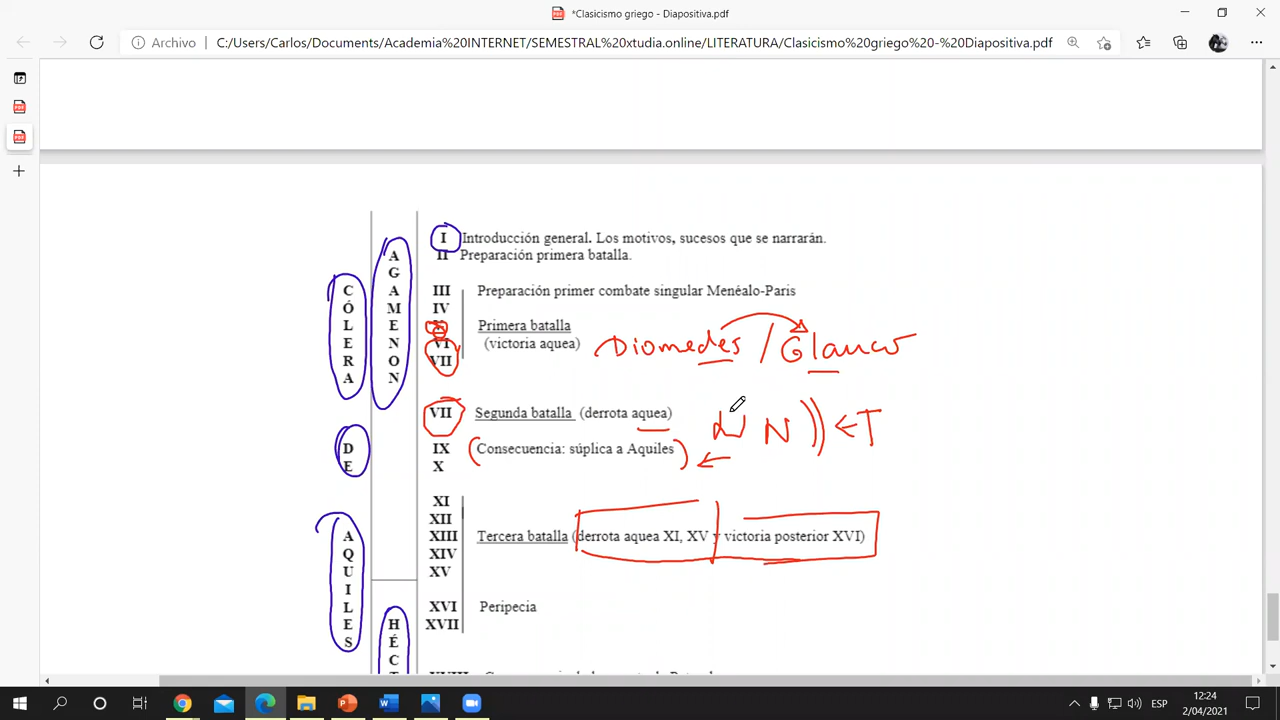 *Clasicismo griego - Diapositiva.pdf
Archivo C:/Users/Carlos/Documents/Academia%20INTERNET/SEMESTRAL%20xtudia.online/LITERATURA/Clasicismo%20griego%20-%20Diapositiva.pdf
CÓLERA
DE
AQUILES
AGAMENON
HÉC
I Introducción general. Los motivos, sucesos que se narrarán.
II Preparación primera batalla.
III Preparación primer combate singular Menéalo-Paris
IV
Primera batalla
VI (victoria aquea)
VII
Diomedes / Glauco
VII Segunda batalla (derrota aquea)
N )) ← T
IX (Consecuencia: súplica a Aquiles)
X
XI
XII
XIII Tercera batalla (derrota aquea XI, XV y victoria posterior XVI)
XIV
XV
XVI Peripecia
XVII
ESP
12:24
2/04/2021